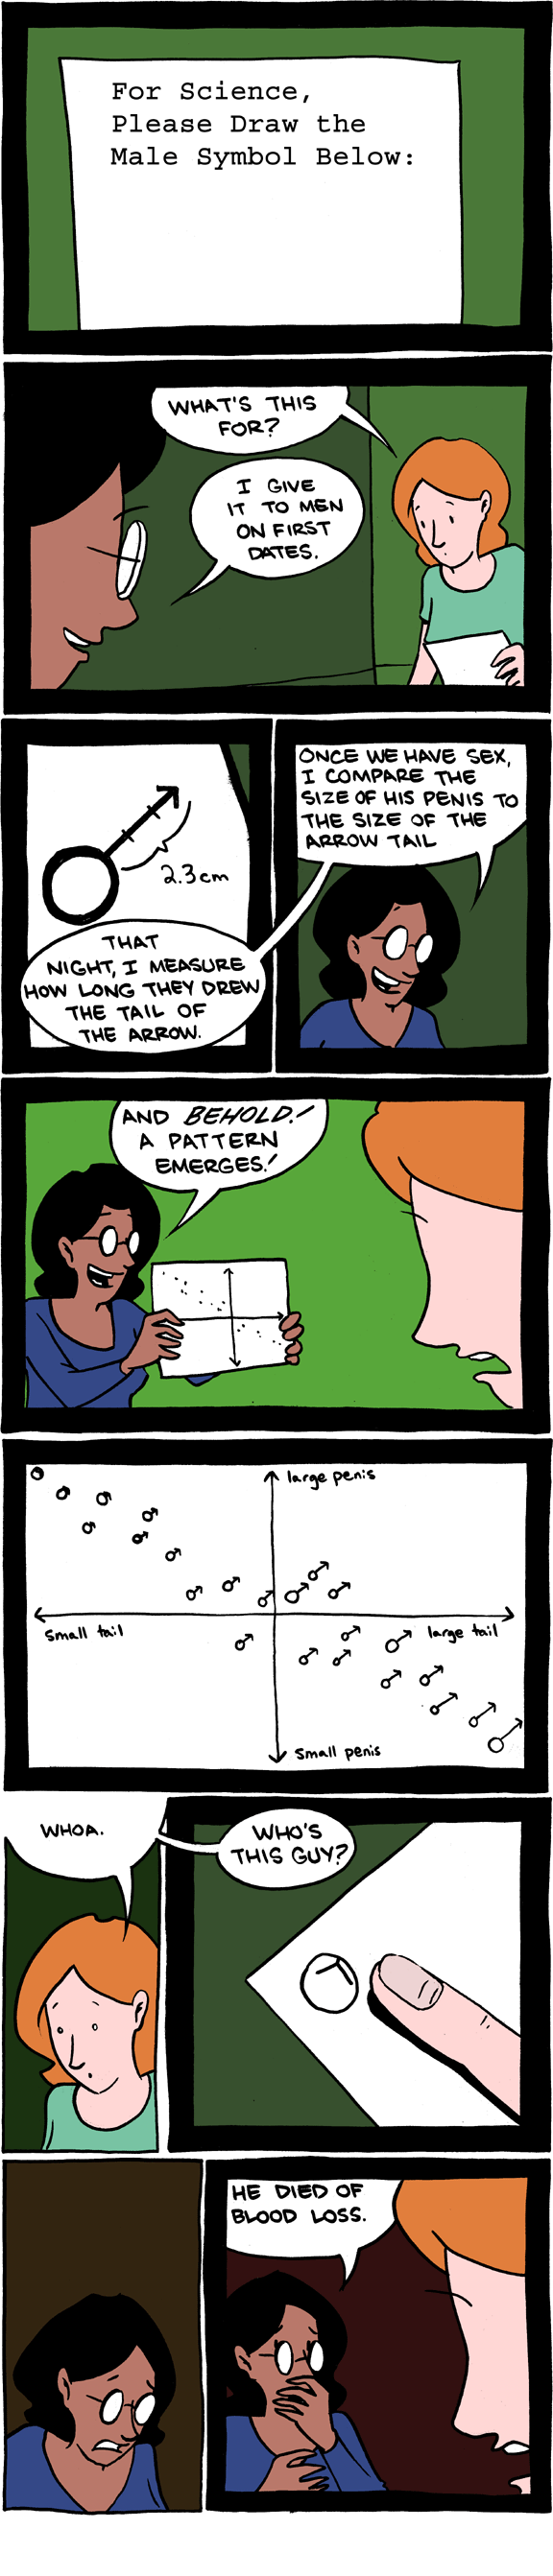 For Science,
Please Draw the
Male Symbol Below:
WHAT'S THIS
FOR?
I GIVE
IT TO MEN
ON FIRST
DATES.
2.3cm
THAT
NIGHT, I MEASURE
HOW LONG THEY DREW
THE TAIL OF
THE ARROW.
ONCE WE HAVE SEX,
I COMPARE THE
SIZE OF HIS PENIS TO
THE SIZE OF THE
ARROW TAIL
AND BEHOLD!
A PATTERN
EMERGES!
large penis
small tail
large tail
small penis
WHOA.
WHO'S
THIS GUY?
HE DIED OF
BLOOD LOSS.